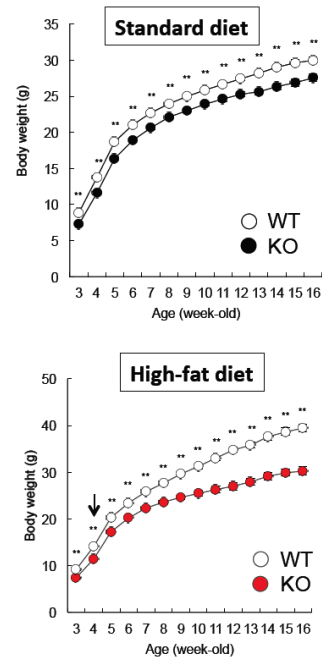 Standard diet
35
30
25
20
15
10
5
0
Body weight (g)
** ** ** ** ** ** ** ** ** ** ** ** ** **
WT
KO
3 4 5 6 7 8 9 10 11 12 13 14 15 16
Age (week-old)
High-fat diet
50
40
30
20
10
0
Body weight (g)
** ** ** ** ** ** ** ** ** ** ** ** ** **
WT
KO
3 4 5 6 7 8 9 10 11 12 13 14 15 16
Age (week-old)